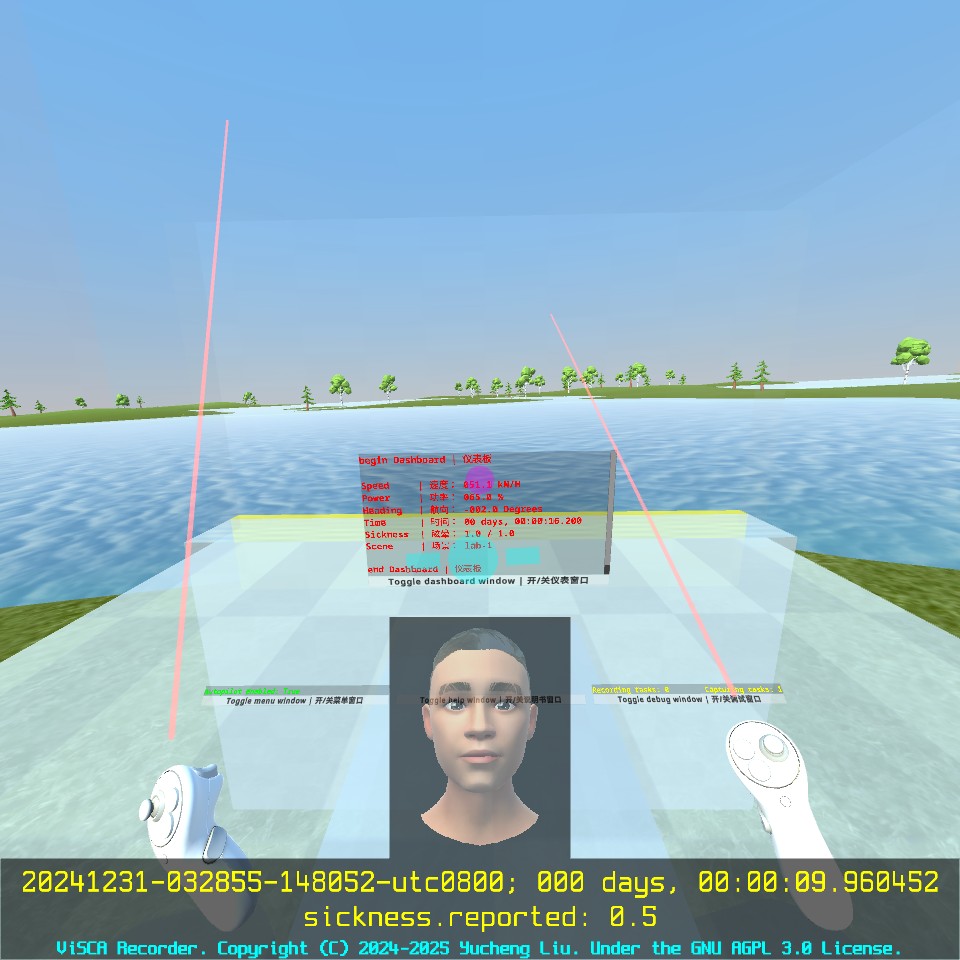 begin Dashboard | 仪表板
Speed | 速度: 051.1 kN/H
Power | 功率: 065.0 %
Heading | 航向: -002.0 Degrees
Time | 时间: 00 days, 00:00:16.200
Sickness | 眩晕: 1.0 / 1.0
Scene | 场景: lab-1
end Dashboard | 仪表板
Toggle dashboard window | 开/关仪表窗口
Autopilot enabled: True
Recording tasks: 0 Capturing tasks: 1
Toggle menu window | 开/关菜单窗口
Toggle help window | 开/关说明书窗口
Toggle debug window | 开/关调试窗口
20241231-032855-148052-utc0800; 000 days, 00:00:09.960452
sickness.reported: 0.5
ViSCA Recorder. Copyright (C) 2024-2025 Yucheng Liu. Under the GNU AGPL 3.0 License.